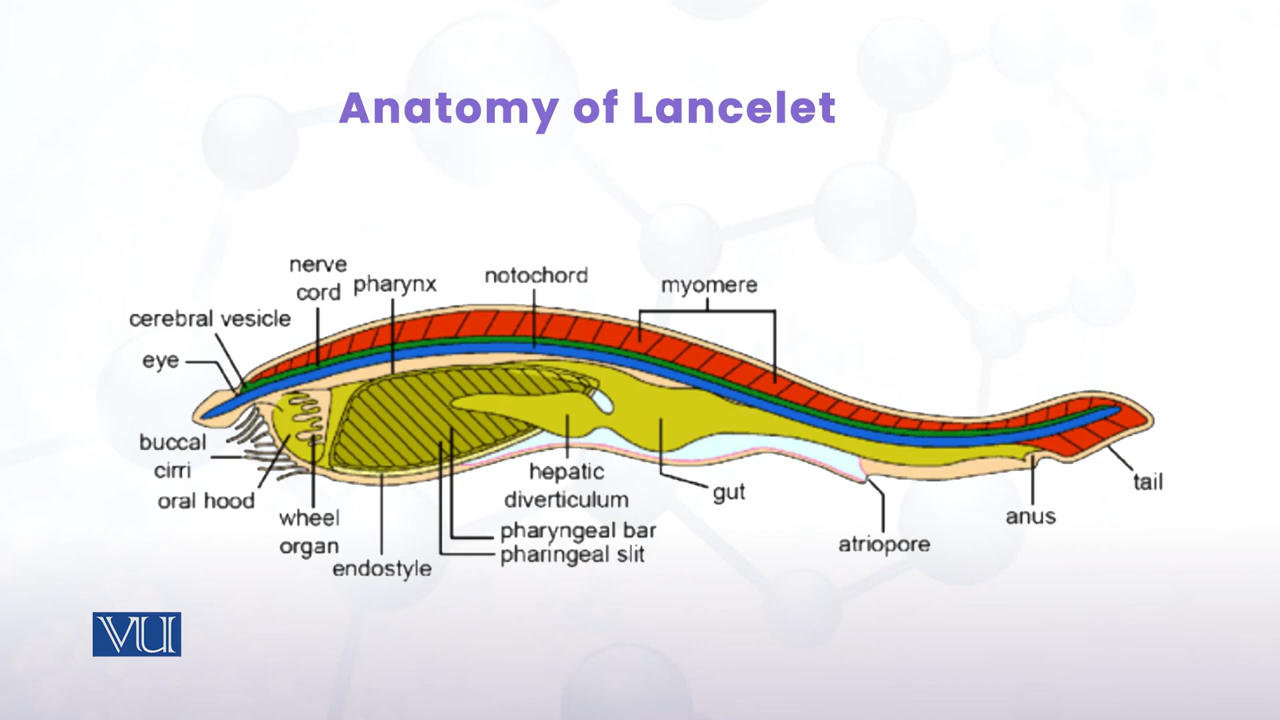 Anatomy of Lancelet
nerve
cord
pharynx
notochord
myomere
cerebral vesicle
eye
buccal
cirri
oral hood
wheel
organ
endostyle
hepatic
diverticulum
pharyngeal bar
pharingeal slit
gut
atriopore
anus
tail
VU